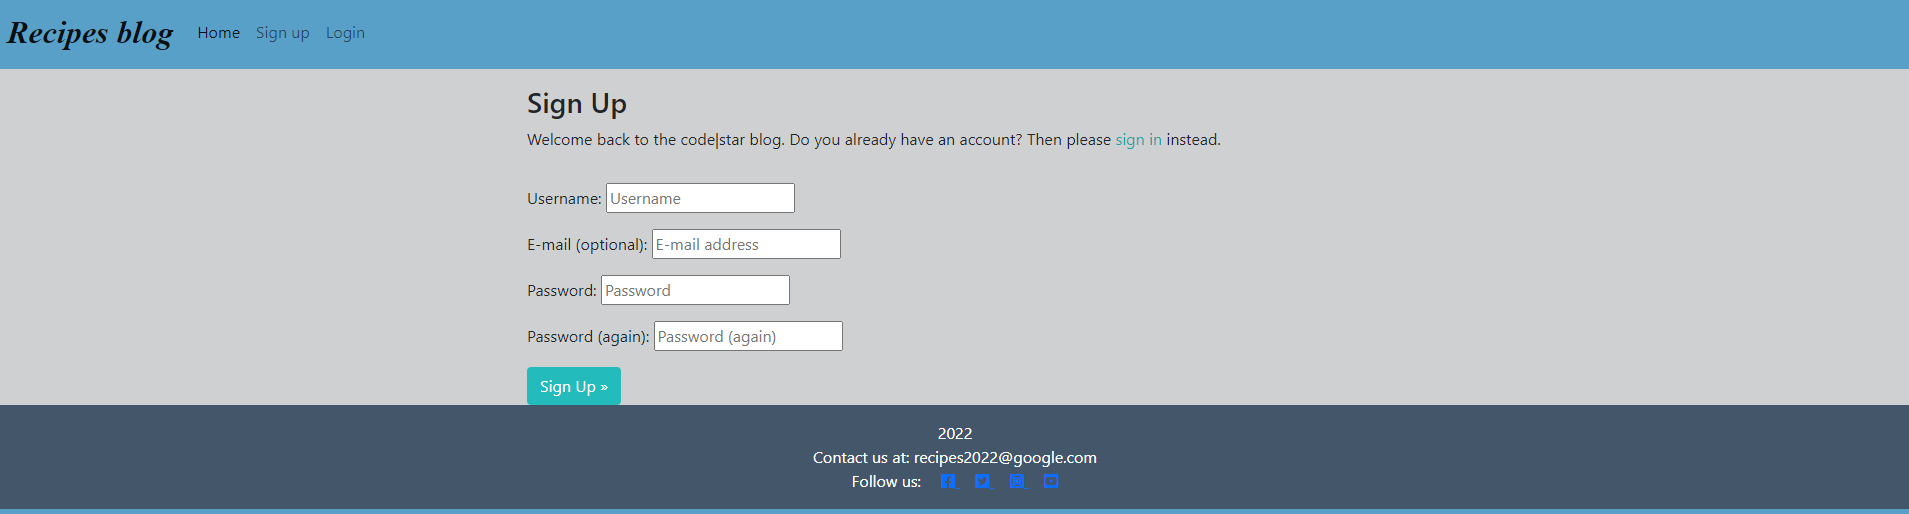 Recipes blog Home Sign up Login
Sign Up
Welcome back to the code|star blog. Do you already have an account? Then please sign in instead.
Username: Username
E-mail (optional): E-mail address
Password: Password
Password (again): Password (again)
Sign Up »
2022
Contact us at: recipes2022@google.com
Follow us: